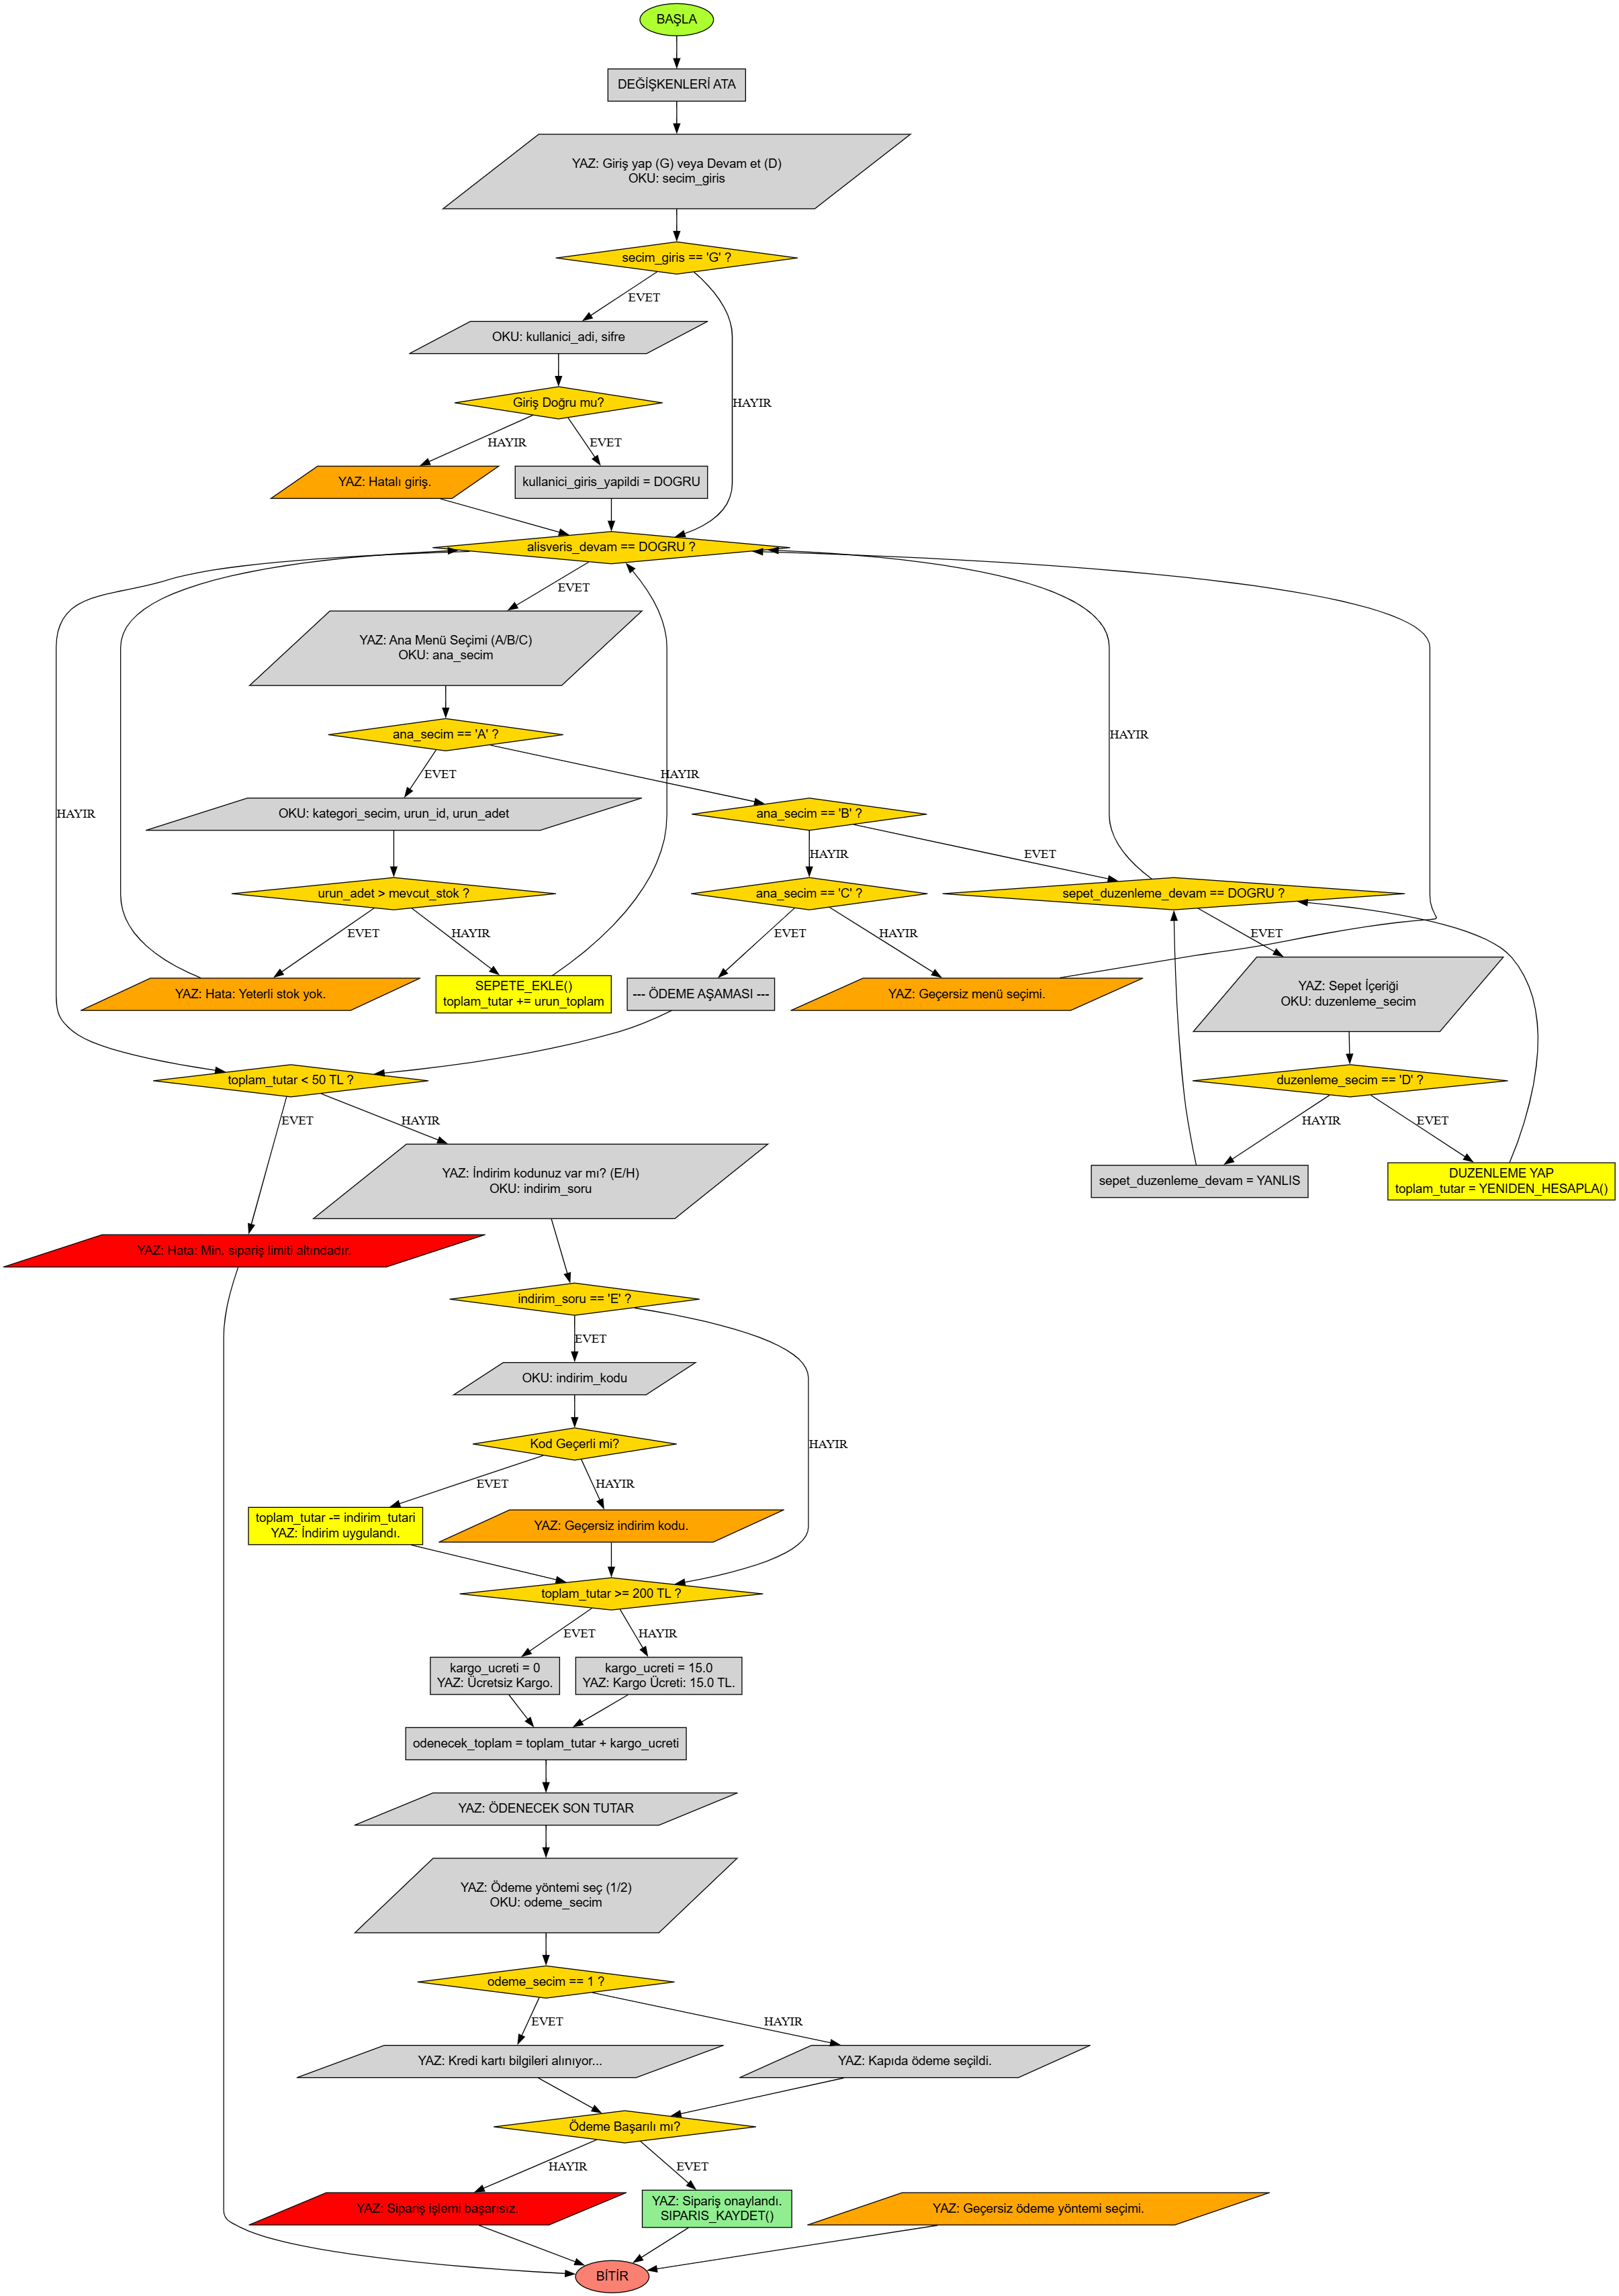 BAŞLA
DEĞİŞKENLERİ ATA
YAZ: Giriş yap (G) veya Devam et (D)
OKU: secim_giris
secim_giris == 'G' ?
EVET
OKU: kullanici_adi, sifre
Giriş Doğru mu?
HAYIR
HAYIR
EVET
YAZ: Hatalı giriş.
kullanici_giris_yapildi = DOGRU
alisveris_devam == DOGRU ?
EVET
YAZ: Ana Menü Seçimi (A/B/C)
OKU: ana_secim
ana_secim == 'A' ?
HAYIR
EVET
HAYIR
HAYIR
OKU: kategori_secim, urun_id, urun_adet
ana_secim == 'B' ?
HAYIR
EVET
urun_adet > mevcut_stok ?
ana_secim == 'C' ?
sepet_duzenleme_devam == DOGRU ?
EVET
HAYIR
EVET
HAYIR
EVET
YAZ: Hata: Yeterli stok yok.
SEPETE_EKLE()
toplam_tutar += urun_toplam
--- ÖDEME AŞAMASI ---
YAZ: Geçersiz menü seçimi.
YAZ: Sepet İçeriği
OKU: duzenleme_secim
toplam_tutar < 50 TL ?
duzenleme_secim == 'D' ?
EVET
HAYIR
HAYIR
EVET
YAZ: İndirim kodunuz var mı? (E/H)
OKU: indirim_soru
sepet_duzenleme_devam = YANLIS
DUZENLEME YAP
toplam_tutar = YENIDEN_HESAPLA()
YAZ: Hata: Min. sipariş limiti altındadır.
indirim_soru == 'E' ?
EVET
OKU: indirim_kodu
Kod Geçerli mi?
HAYIR
EVET
HAYIR
toplam_tutar -= indirim_tutari
YAZ: İndirim uygulandı.
YAZ: Geçersiz indirim kodu.
toplam_tutar >= 200 TL ?
EVET
HAYIR
kargo_ucreti = 0
YAZ: Ücretsiz Kargo.
kargo_ucreti = 15.0
YAZ: Kargo Ücreti: 15.0 TL.
odenecek_toplam = toplam_tutar + kargo_ucreti
YAZ: ÖDENECEK SON TUTAR
YAZ: Ödeme yöntemi seç (1/2)
OKU: odeme_secim
odeme_secim == 1 ?
EVET
HAYIR
YAZ: Kredi kartı bilgileri alınıyor...
YAZ: Kapıda ödeme seçildi.
Ödeme Başarılı mı?
HAYIR
EVET
YAZ: Sipariş işlemi başarısız.
YAZ: Sipariş onaylandı.
SIPARIS_KAYDET()
YAZ: Geçersiz ödeme yöntemi seçimi.
BİTİR